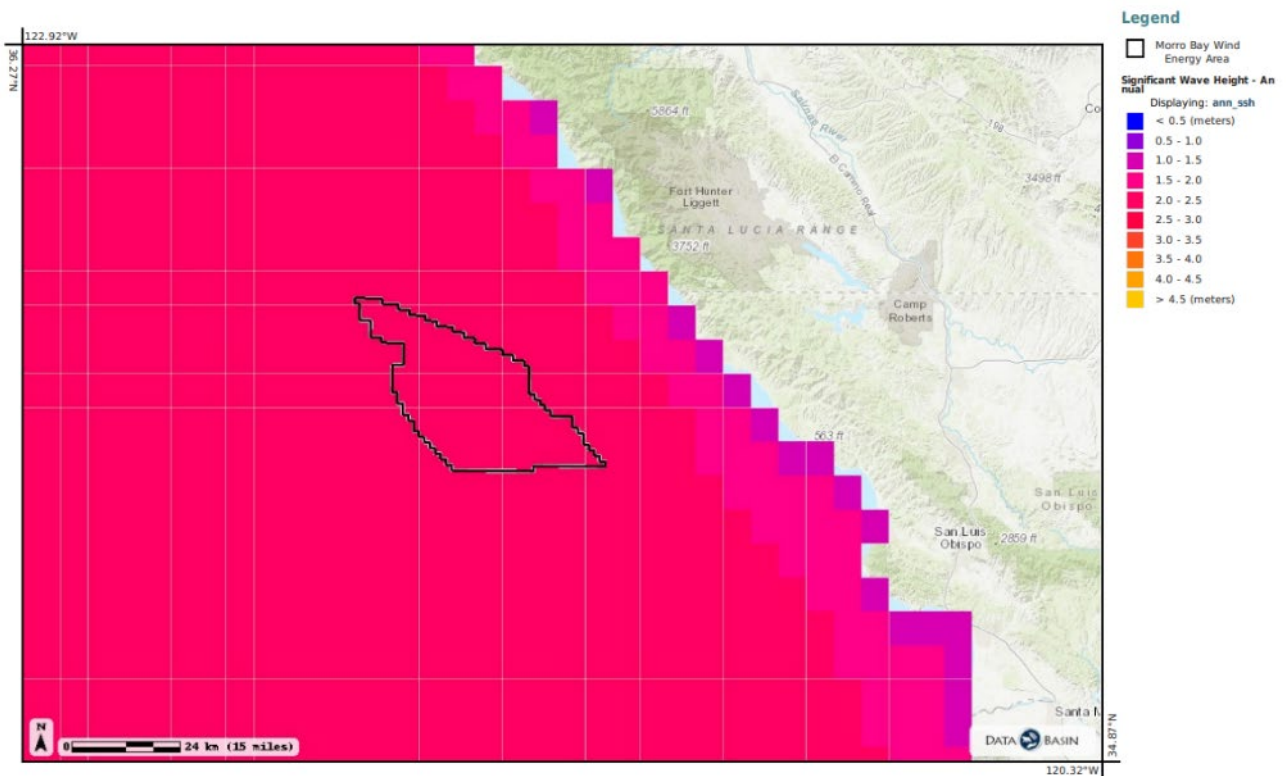 122.92°W
36.27°N
Legend
Morro Bay Wind
Energy Area
Significant Wave Height - An
nual
Displaying: ann_ssh
< 0.5 (meters)
0.5 - 1.0
1.0 - 1.5
1.5 - 2.0
2.0 - 2.5
2.5 - 3.0
3.0 - 3.5
3.5 - 4.0
4.0 - 4.5
> 4.5 (meters)
5864 ft
Salinas River
198
Co
El Camino Real
3498 ft
Fort Hunter
Liggett
SANTA LUCIA RANGE
3752 ft
Camp
Roberts
563 ft
San Luis
Obispo
San Luis
Obispo
2859 ft
Santa M
N
0
24 km (15 miles)
DATA BASIN
34.87°N
120.32°W